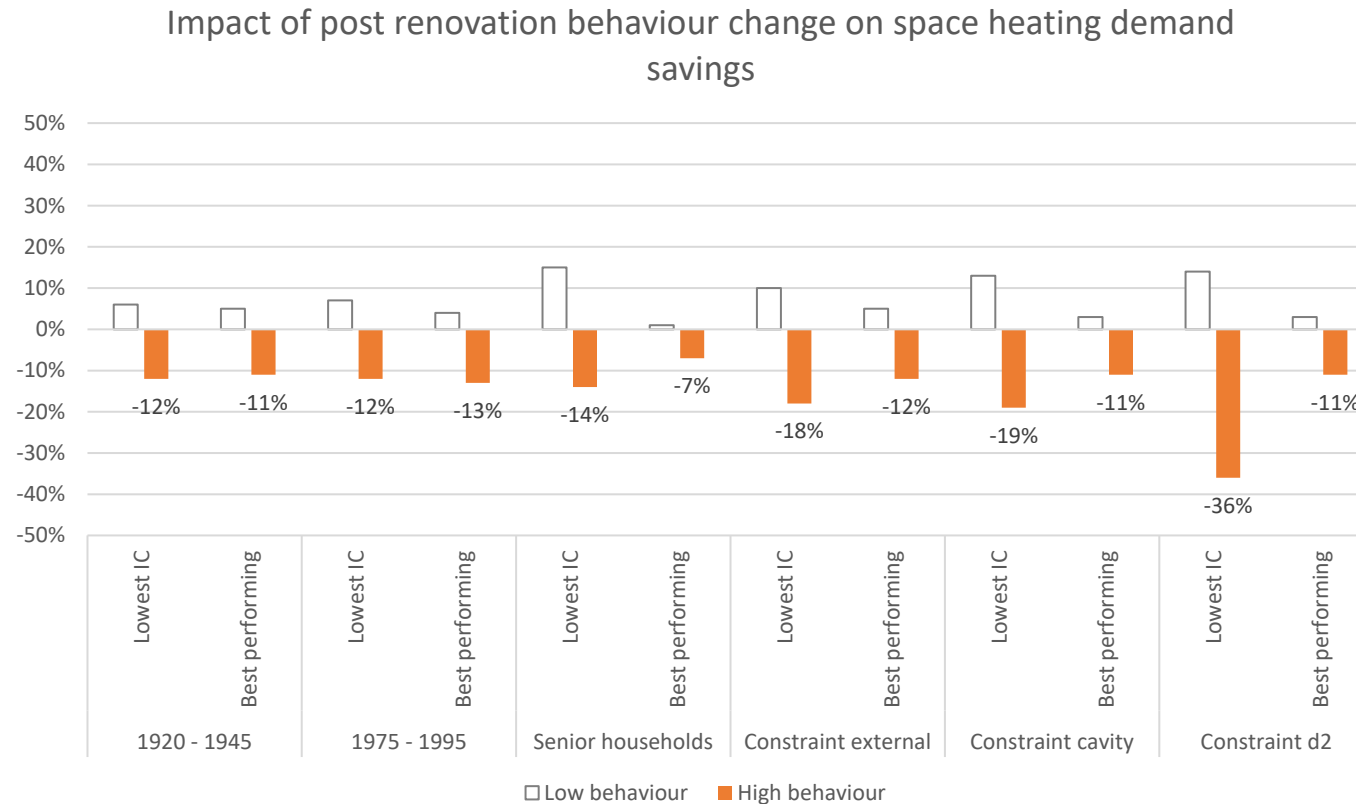 Impact of post renovation behaviour change on space heating demand
savings
50%
40%
30%
20%
10%
0%
-10%
-20%
-30%
-40%
-50%
-12%
-11%
-12%
-13%
-14%
-7%
-18%
-12%
-19%
-11%
-36%
-11%
Lowest IC
Best performing
Lowest IC
Best performing
Lowest IC
Best performing
Lowest IC
Best performing
Lowest IC
Best performing
Lowest IC
Best performing
1920 - 1945
1975 - 1995
Senior households
Constraint external
Constraint cavity
Constraint d2
Low behaviour
High behaviour